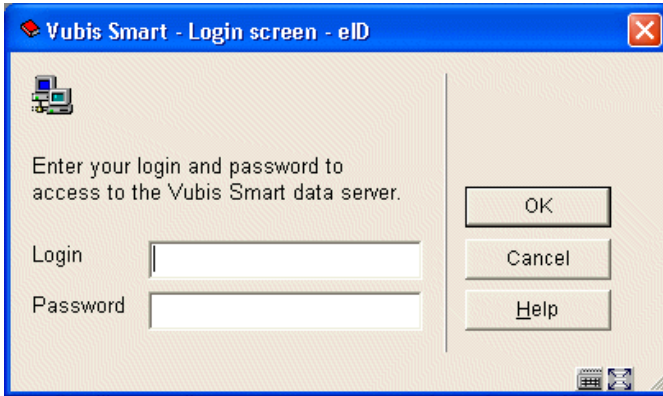 Vubis Smart - Login screen - eID
Enter your login and password to
access to the Vubis Smart data server.
Login
Password
OK
Cancel
Help